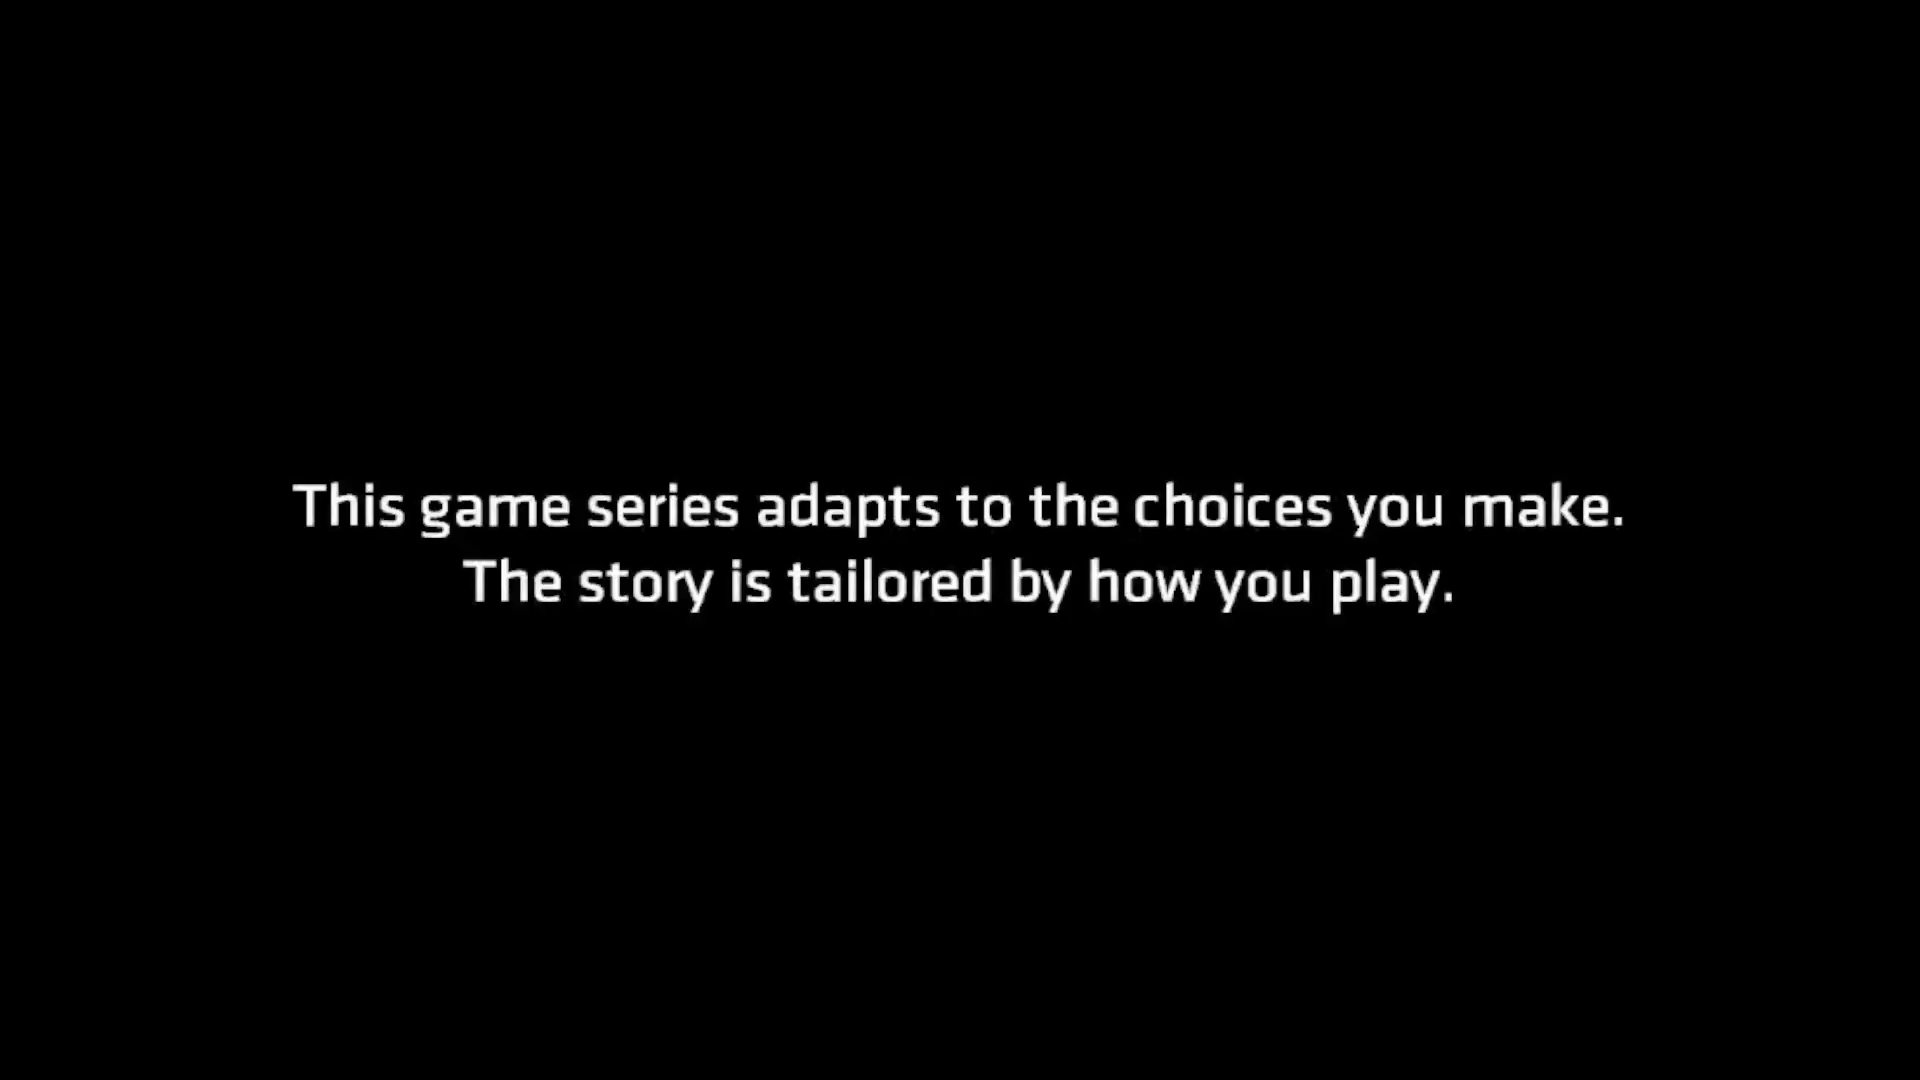 This game series adapts to the choices you make.
The story is tailored by how you play.